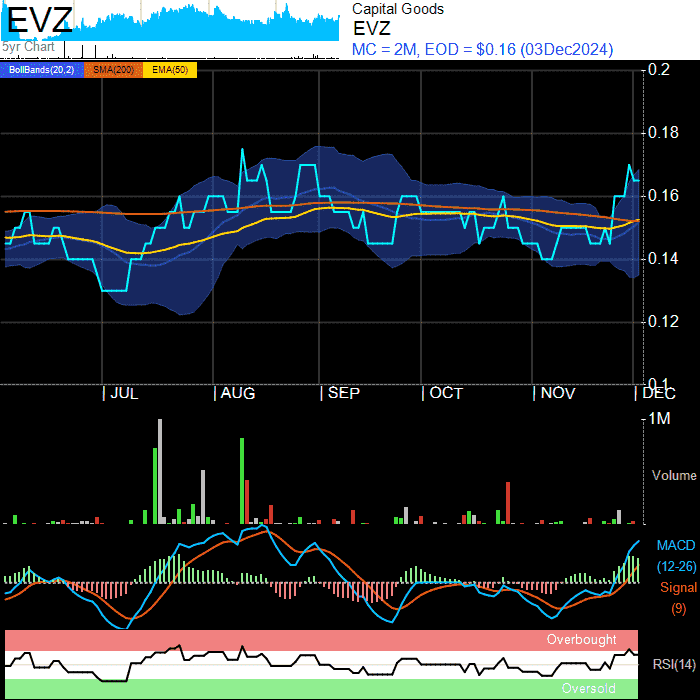 EVZ
5yr Chart
Capital Goods
EVZ
MC = 2M, EOD = $0.16 (03Dec2024)
BollBands(20,2) SMA(200) EMA(50)
0.2
0.18
0.16
0.14
0.12
0.1
JUL AUG SEP OCT NOV DEC
1M
Volume
MACD
(12-26)
Signal
(9)
Overbought
RSI(14)
Oversold